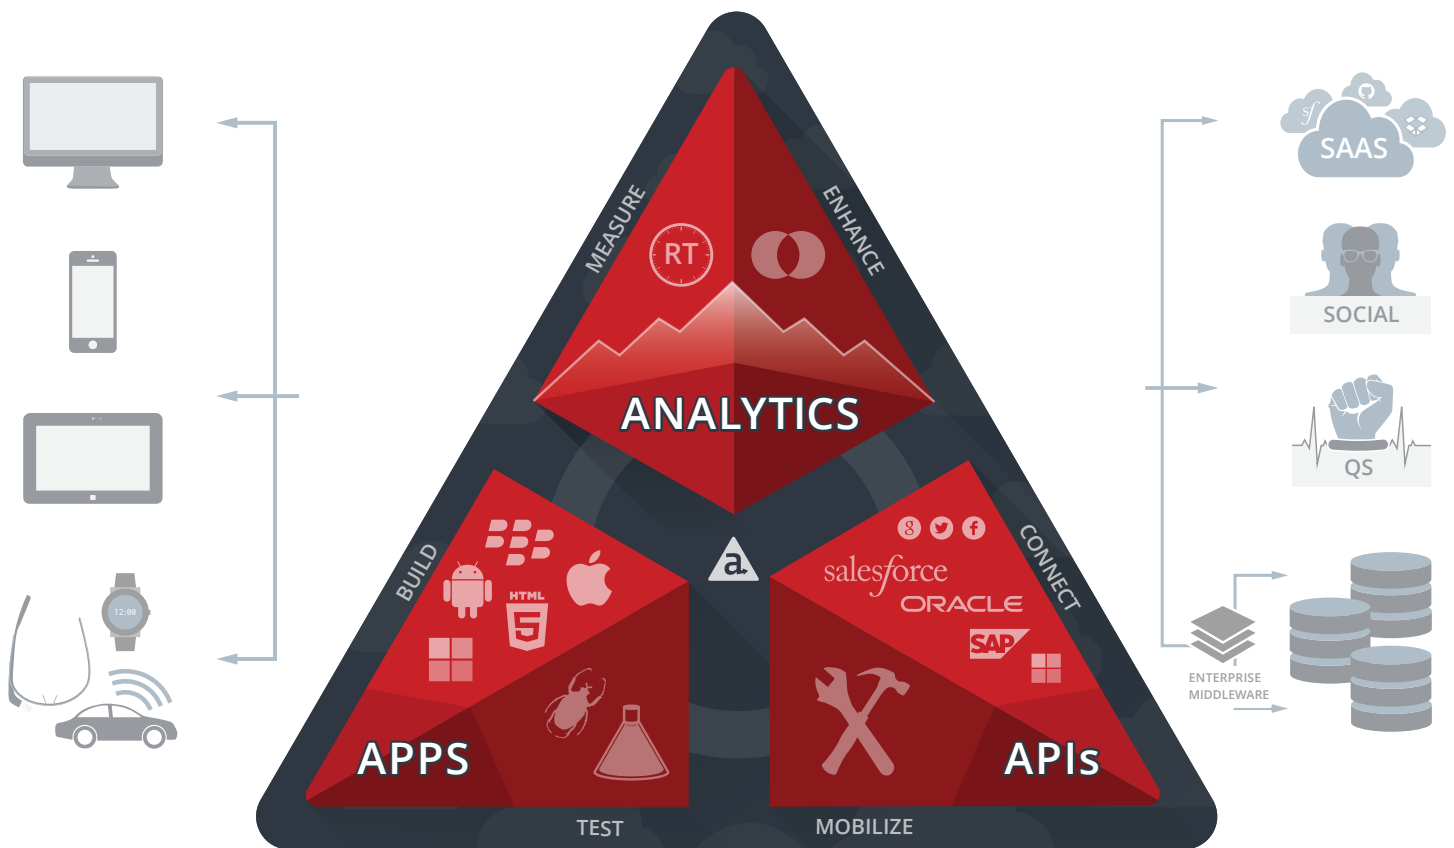 SAAS
MEASURE
ENHANCE
RT
SOCIAL
ANALYTICS
QS
BUILD
CONNECT
g
f
salesforce
a
HTML
5
ORACLE
12:00
SAP
ENTERPRISE
MIDDLEWARE
APPS
APIs
TEST
MOBILIZE